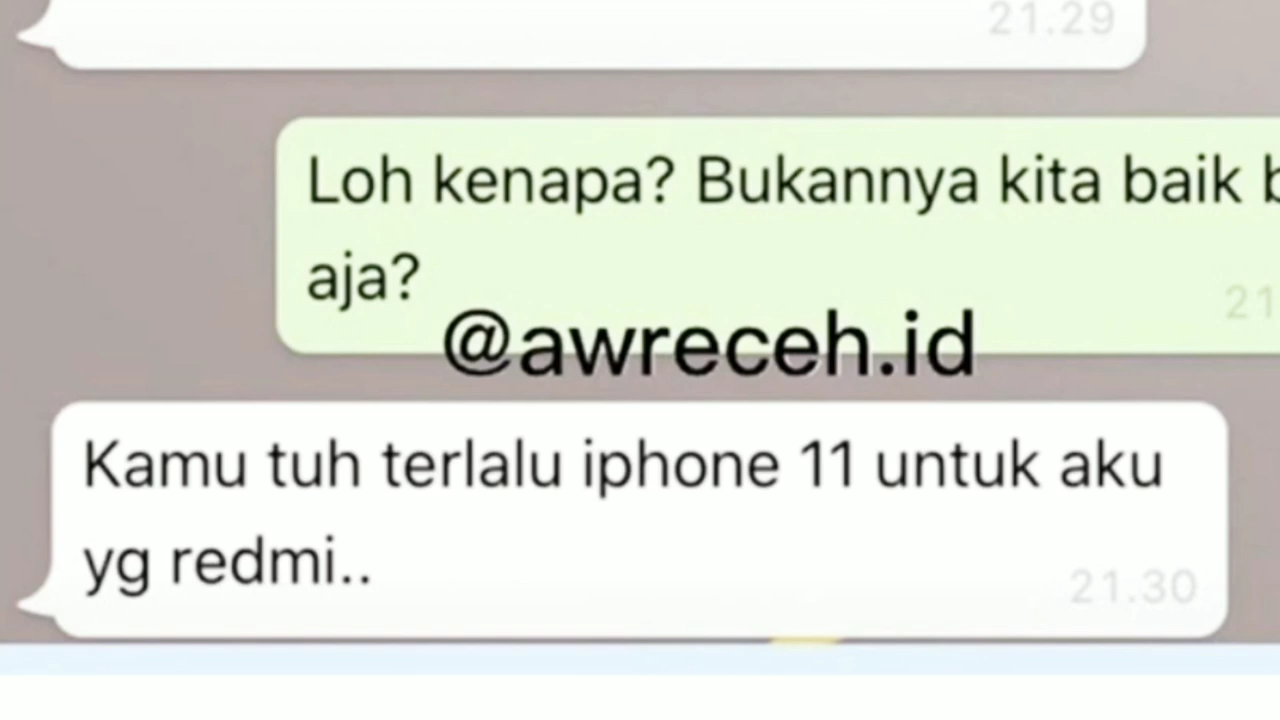 21.29
Loh kenapa? Bukannya kita baik
aja?
21
@awreceh.id
Kamu tuh terlalu iphone 11 untuk aku
yg redmi..
21.30